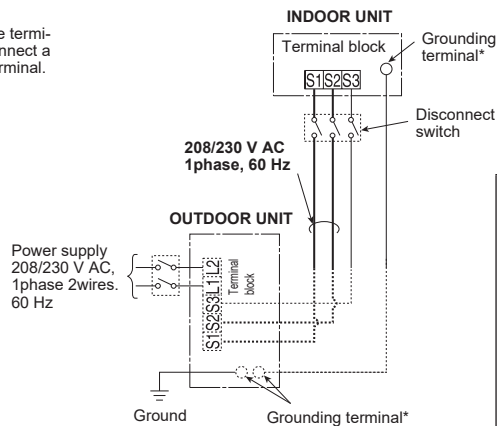 e termi-
nnect a
rminal.
INDOOR UNIT
Terminal block
Grounding
terminal*
S1 S2 S3
Disconnect
switch
208/230 V AC
1phase, 60 Hz
OUTDOOR UNIT
Power supply
208/230 V AC,
1phase 2wires.
60 Hz
S1 S2 S3 L1 L2
Terminal
block
Ground
Grounding terminal*